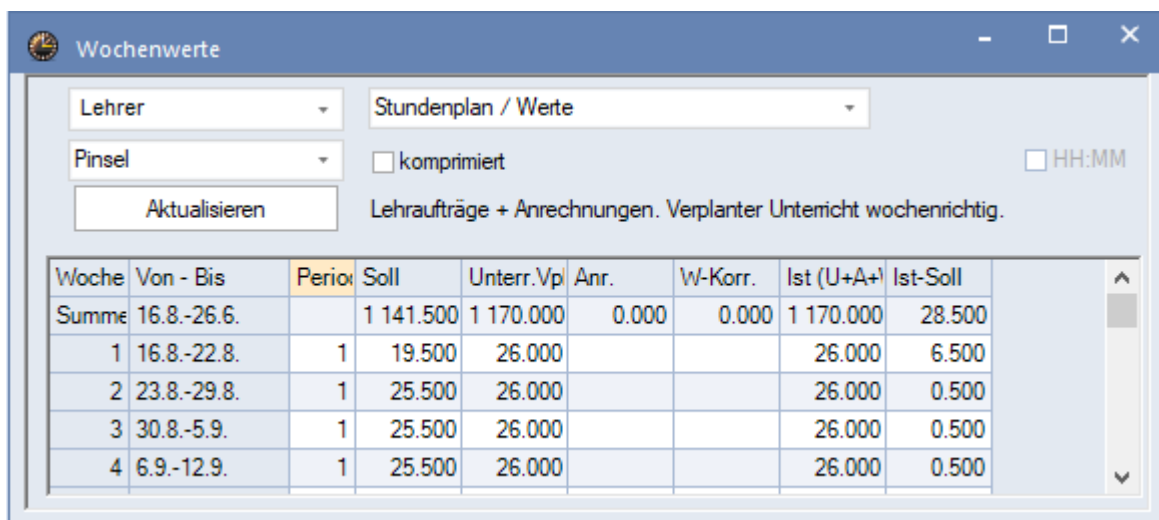 Wochenwerte
Lehrer Stundenplan / Werte
Pinsel komprimiert HH:MM
Aktualisieren Lehraufträge + Anrechnungen. Verplanter Unterricht wochenrichtig.
Woche Von - Bis Period Soll Unterr.Vpl Anr. W-Korr. Ist (U+A+ Ist-Soll
Summe 16.8.-26.6. 1 141.500 1 170.000 0.000 0.000 1 170.000 28.500
1 16.8.-22.8. 1 19.500 26.000 26.000 6.500
2 23.8.-29.8. 1 25.500 26.000 26.000 0.500
3 30.8.-5.9. 1 25.500 26.000 26.000 0.500
4 6.9.-12.9. 1 25.500 26.000 26.000 0.500